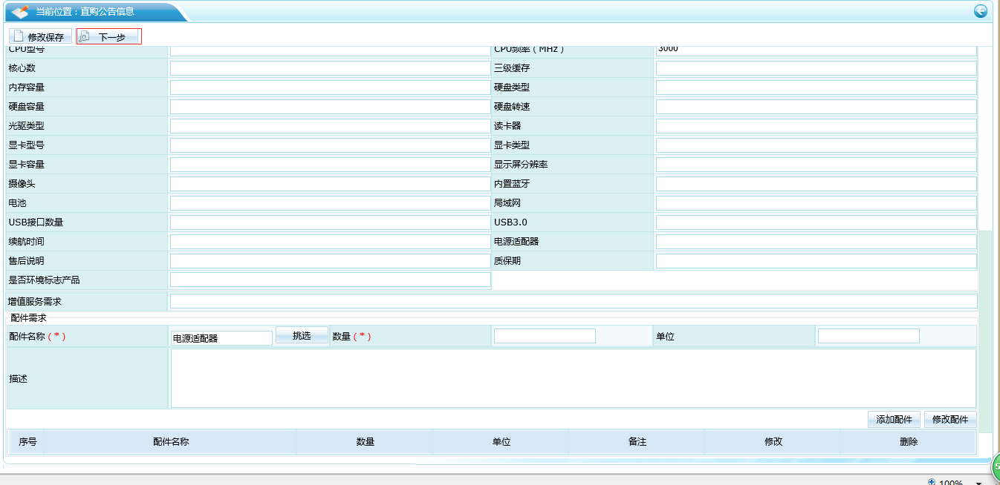 当前位置：直购公告信息
修改保存 下一步
CPU型号 CPU频率（MHz） 3000
核心数 三级缓存
内存容量 硬盘类型
硬盘容量 硬盘转速
光驱类型 读卡器
显卡型号 显卡类型
显卡容量 显示屏分辨率
摄像头 内置蓝牙
电池 局域网
USB接口数量 USB3.0
续航时间 电源适配器
售后说明 质保期
是否环境标志产品
增值服务需求
配件需求
配件名称（*） 电源适配器 挑选 数量（*） 单位
描述
添加配件 修改配件
序号 配件名称 数量 单位 备注 修改 删除
100%